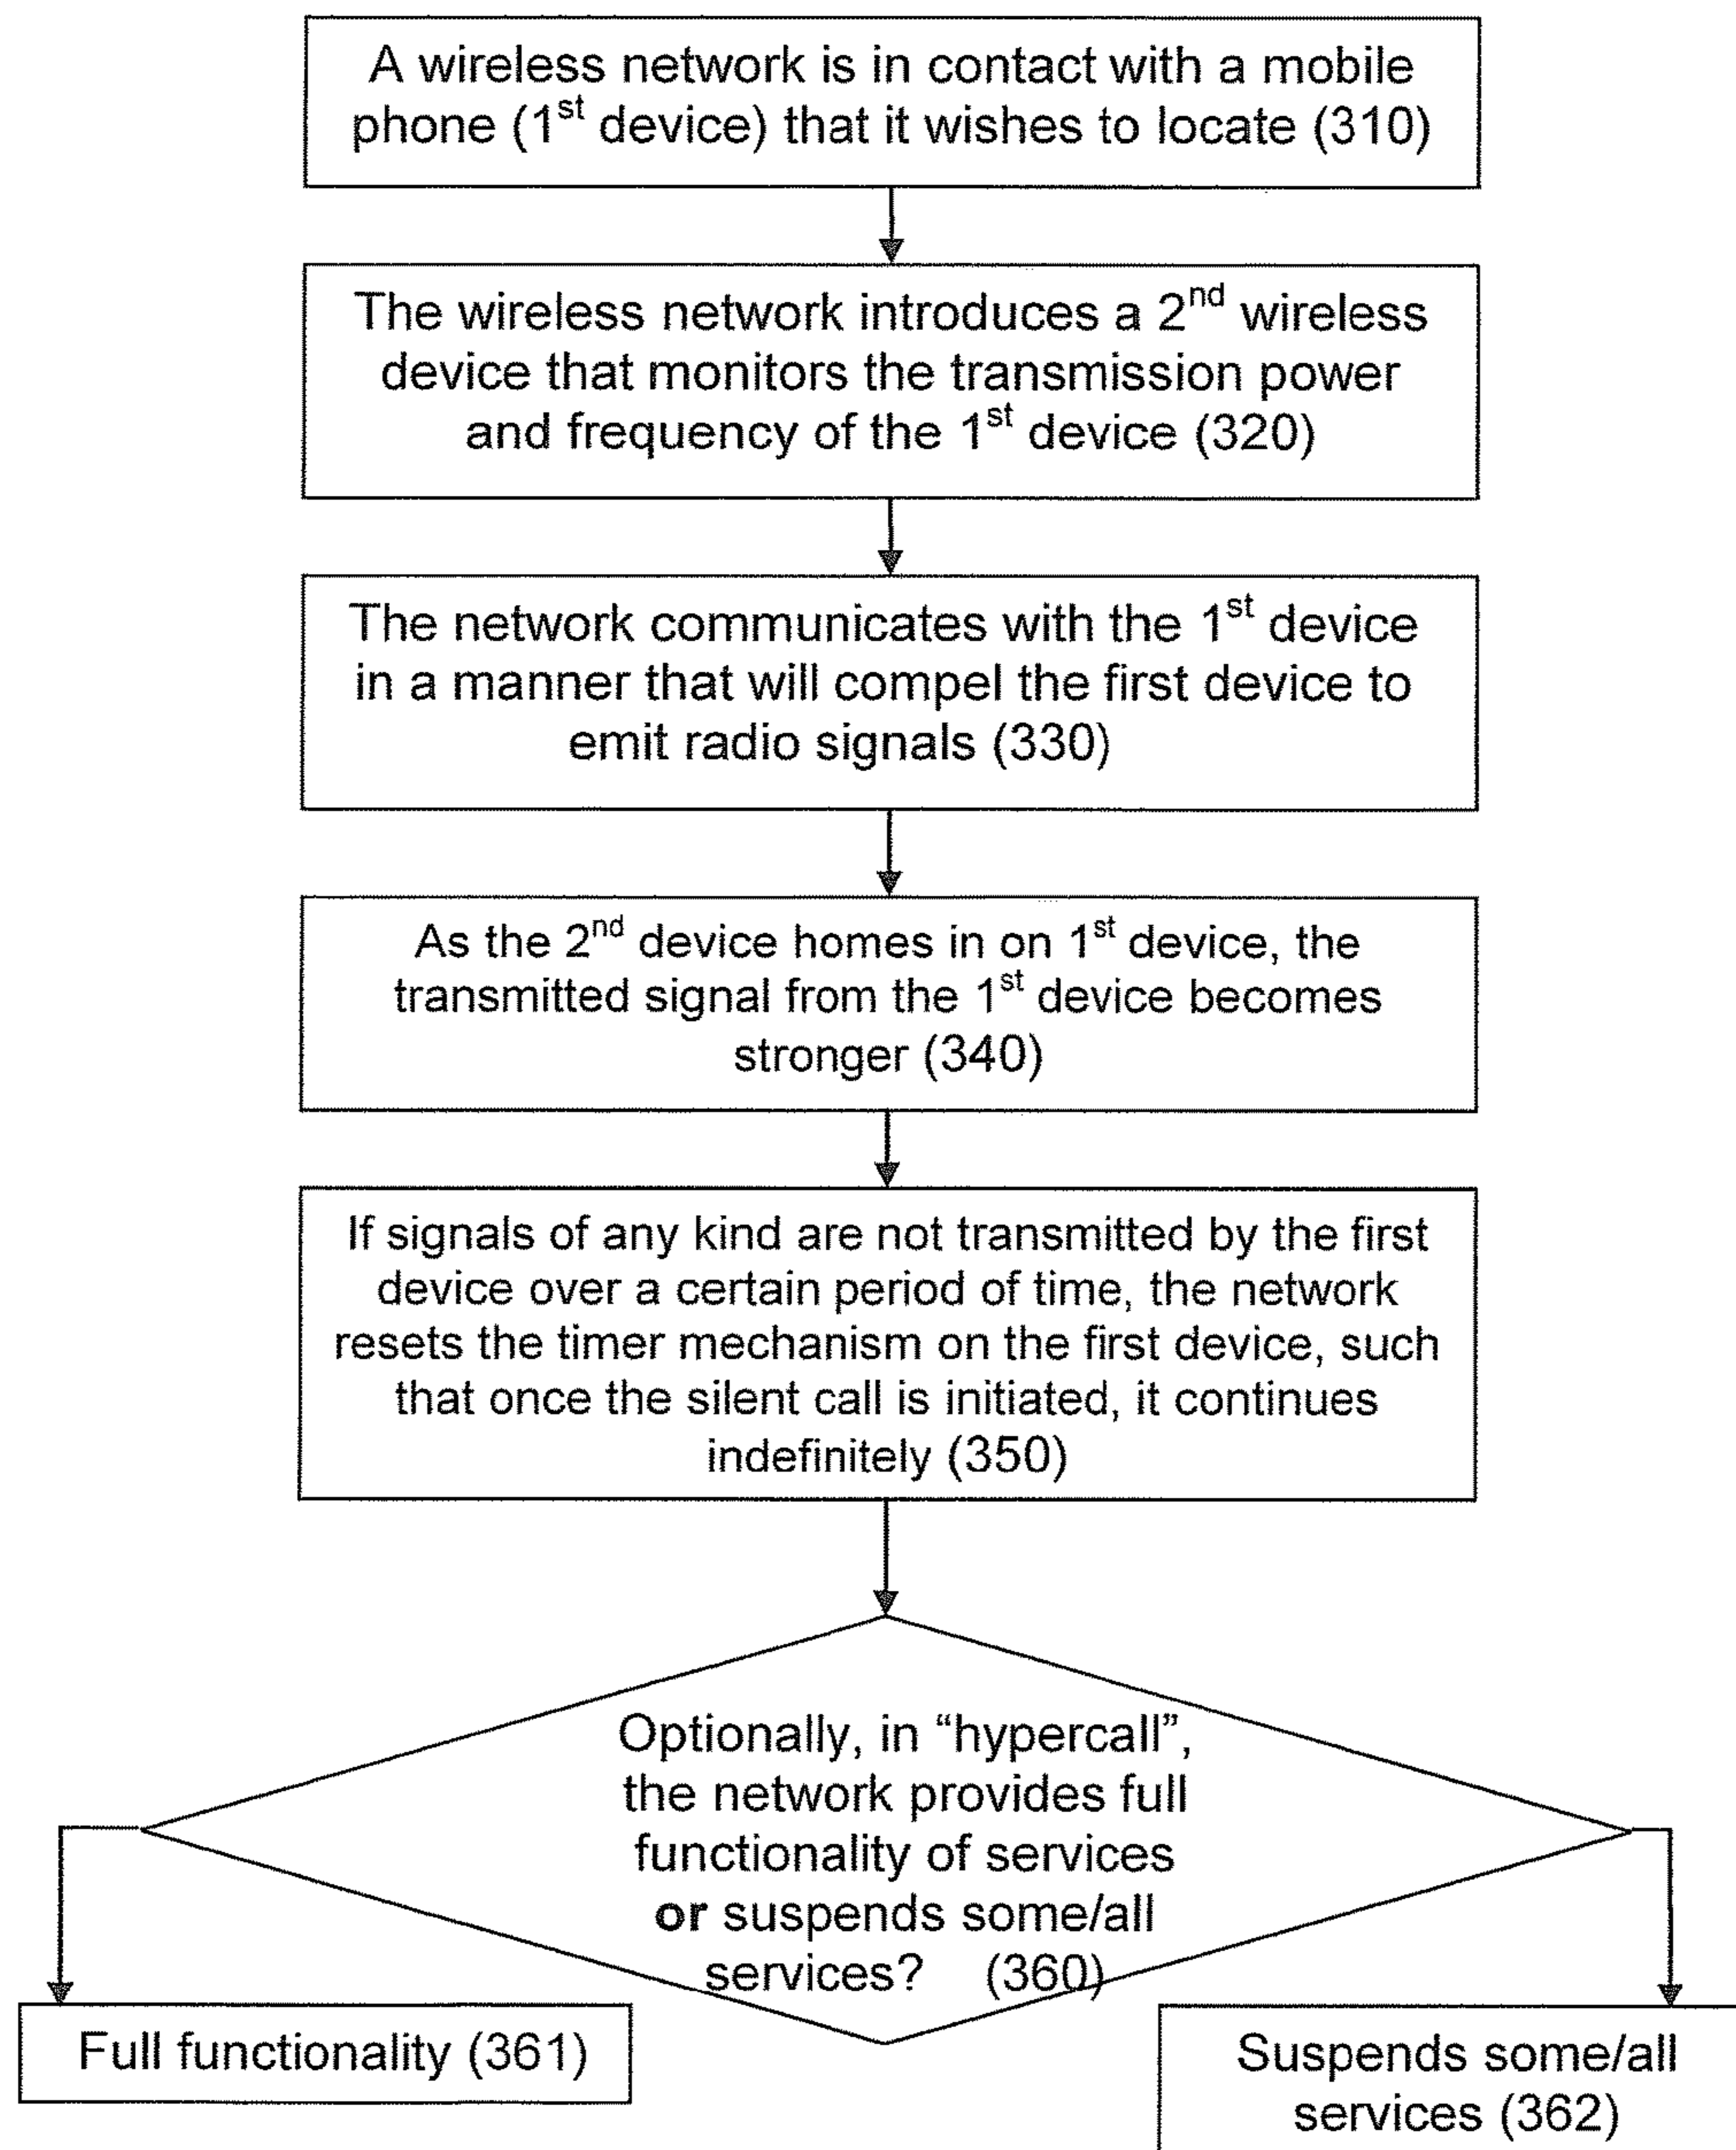 A wireless network is in contact with a mobile
phone (1st device) that it wishes to locate (310)
The wireless network introduces a 2nd wireless
device that monitors the transmission power
and frequency of the 1st device (320)
The network communicates with the 1st device
in a manner that will compel the first device to
emit radio signals (330)
As the 2nd device homes in on 1st device, the
transmitted signal from the 1st device becomes
stronger (340)
If signals of any kind are not transmitted by the first
device over a certain period of time, the network
resets the timer mechanism on the first device, such
that once the silent call is initiated, it continues
indefinitely (350)
Optionally, in “hypercall”,
the network provides full
functionality of services
or suspends some/all
services? (360)
Full functionality (361)
Suspends some/all
services (362)